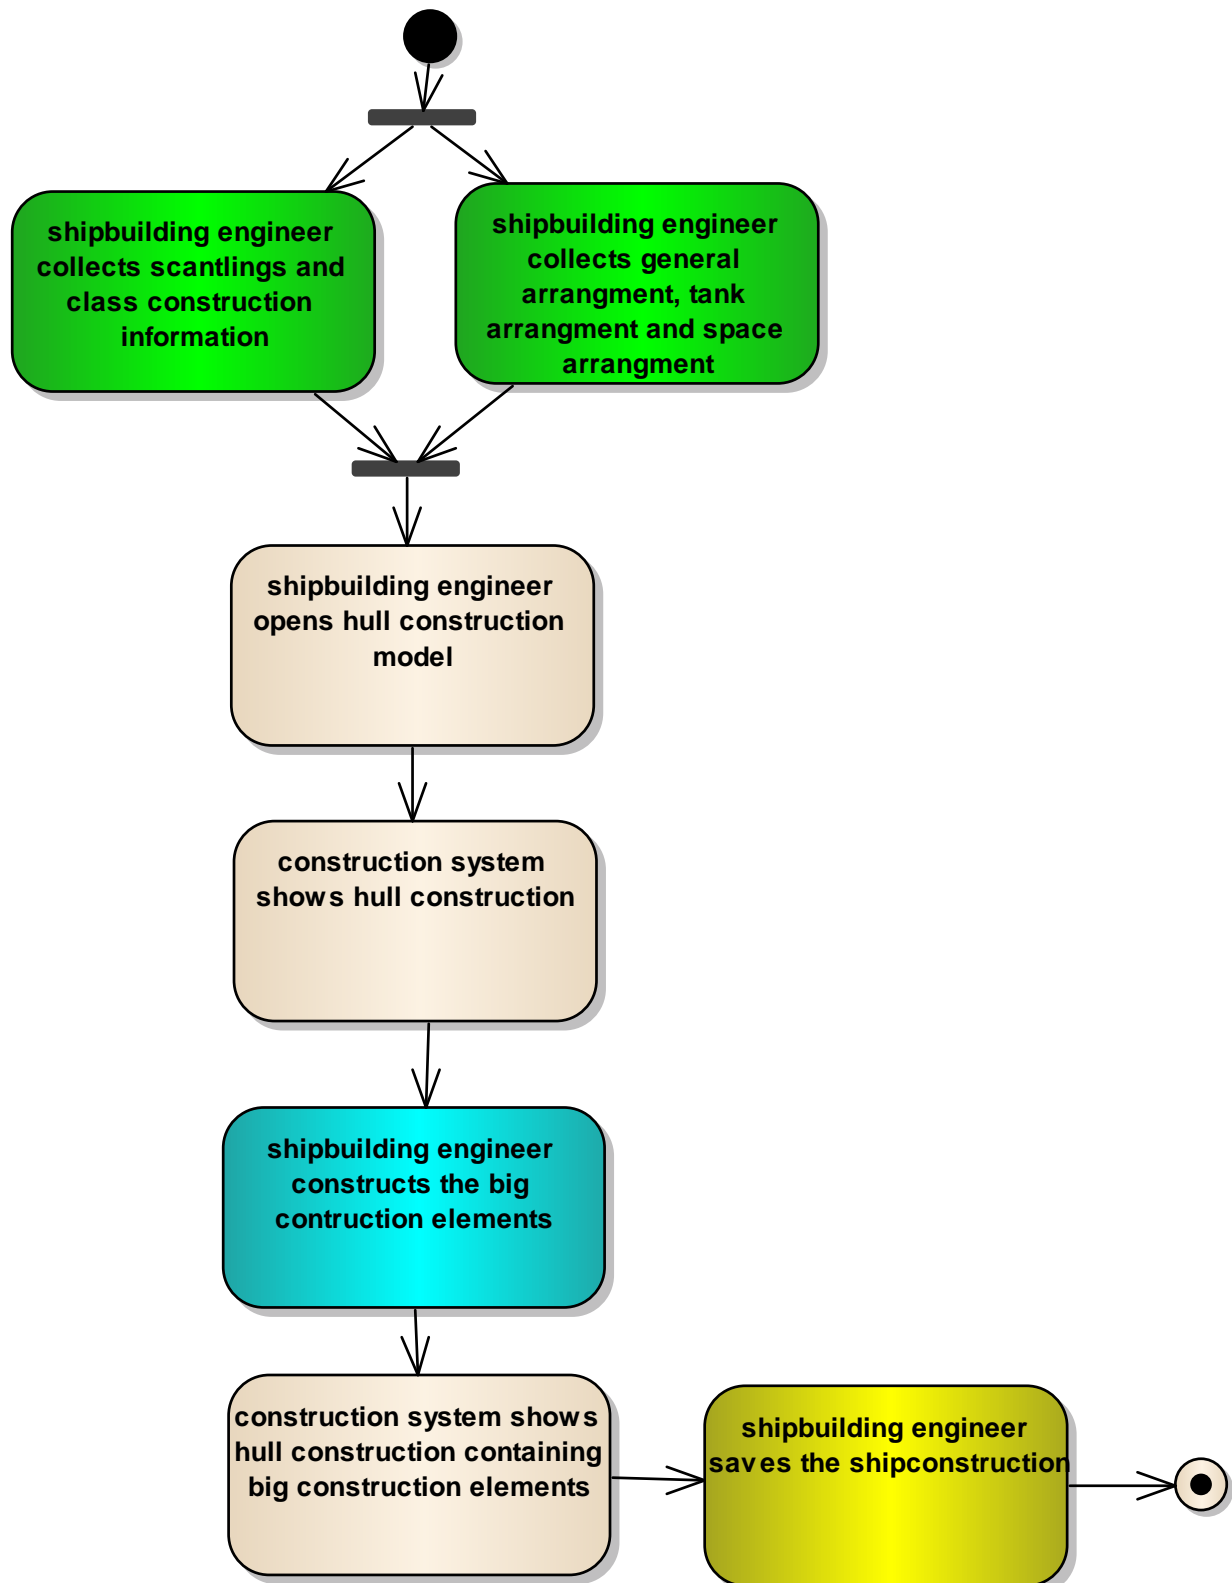 shipbuilding engineer
collects scantlings and
class construction
information
shipbuilding engineer
collects general
arrangment, tank
arrangment and space
arrangment
shipbuilding engineer
opens hull construction
model
construction system
shows hull construction
shipbuilding engineer
constructs the big
contruction elements
construction system shows
hull construction containing
big construction elements
shipbuilding engineer
saves the shipconstruction